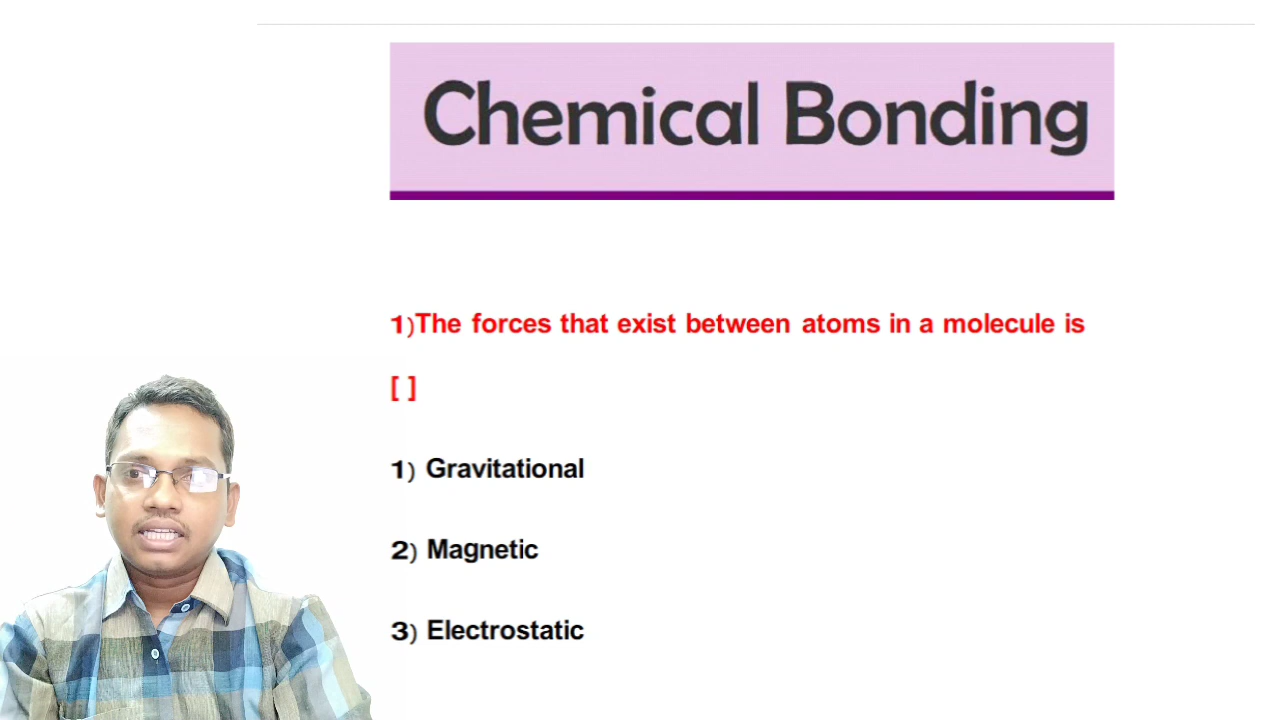 Chemical Bonding
1)The forces that exist between atoms in a molecule is
[ ]
1) Gravitational
2) Magnetic
3) Electrostatic